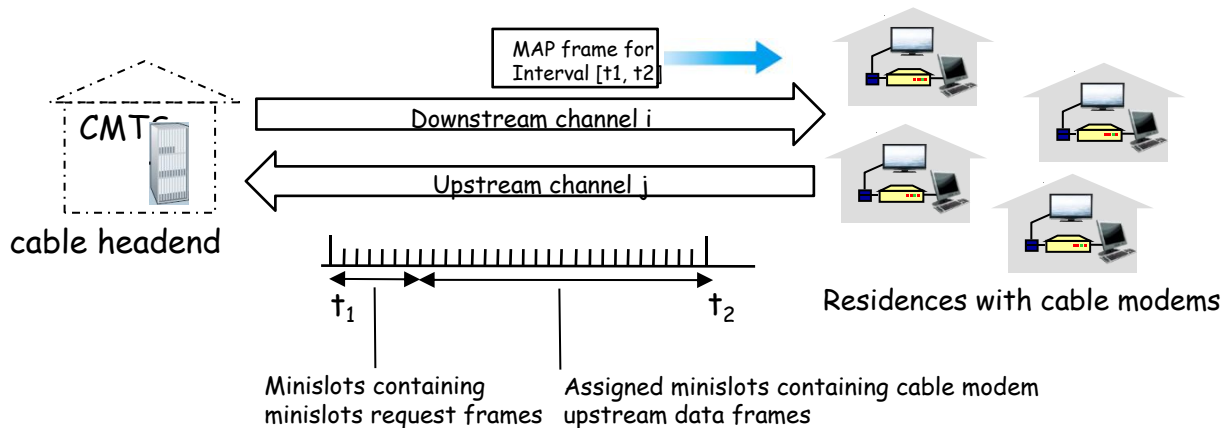 MAP frame for
Interval [t1, t2]
Downstream channel i
CMTS
Upstream channel j
cable headend
t1
t2
Residences with cable modems
Minislots containing
minislots request frames
Assigned minislots containing cable modem
upstream data frames